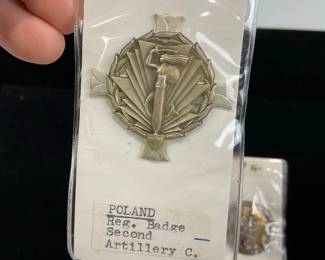 POLAND
Reg. Badge
Second
Artillery C.